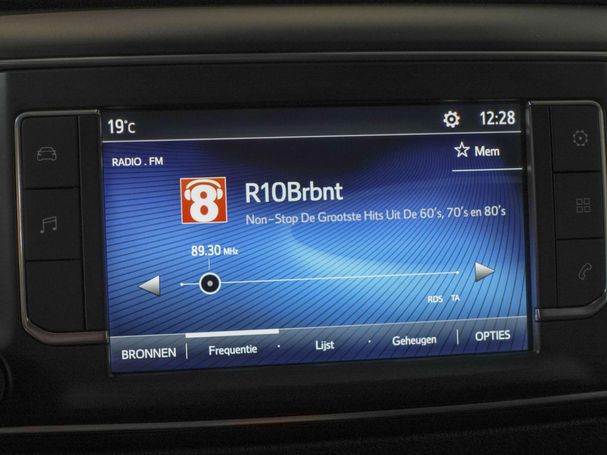 19°C 12:28
RADIO . FM
Mem
8
R10Brbnt
Non-Stop De Grootste Hits Uit De 60's, 70's en 80's
89.30 MHz
RDS TA
BRONNEN Frequentie · Lijst · Geheugen OPTIES